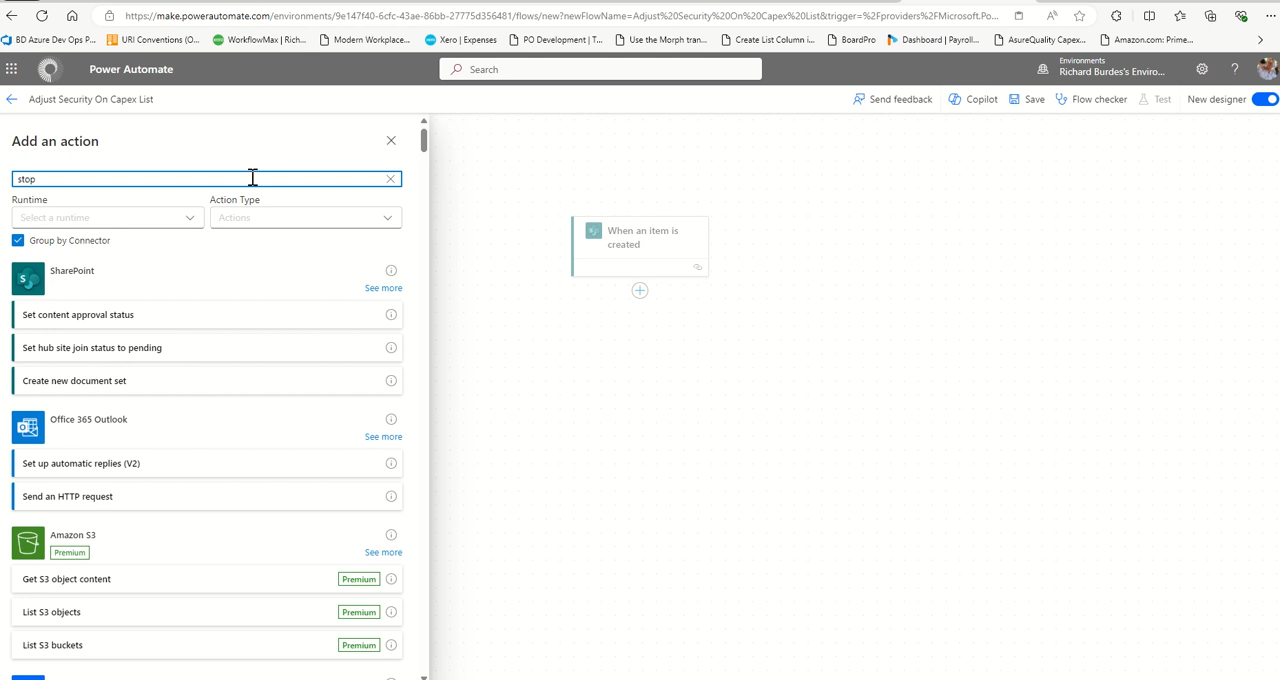 https://make.powerautomate.com/environments/9e147f40-6cfc-43ae-86bb-27775d356481/flows/new?newFlowName=Adjust%20Security%20On%20Capex%20List&trigger=%2Fproviders%2FMicrosoft.Po...
BD Azure Dev Ops P... URI Conventions (O... WorkflowMax | Rich... Modern Workplace... Xero | Expenses PO Development | T... Use the Morph tran... Create List Column i... BoardPro Dashboard | Payroll... AsureQuality Capex... Amazon.com: Prime...
Power Automate
Search
Environments
Richard Burdes's Enviro...
Adjust Security On Capex List
Send feedback Copilot Save Flow checker Test New designer
Add an action
stop
Runtime Action Type
Select a runtime Actions
Group by Connector
SharePoint
See more
Set content approval status
Set hub site join status to pending
Create new document set
Office 365 Outlook
See more
Set up automatic replies (V2)
Send an HTTP request
Amazon S3
Premium
See more
Get S3 object content Premium
List S3 objects Premium
List S3 buckets Premium
When an item is
created